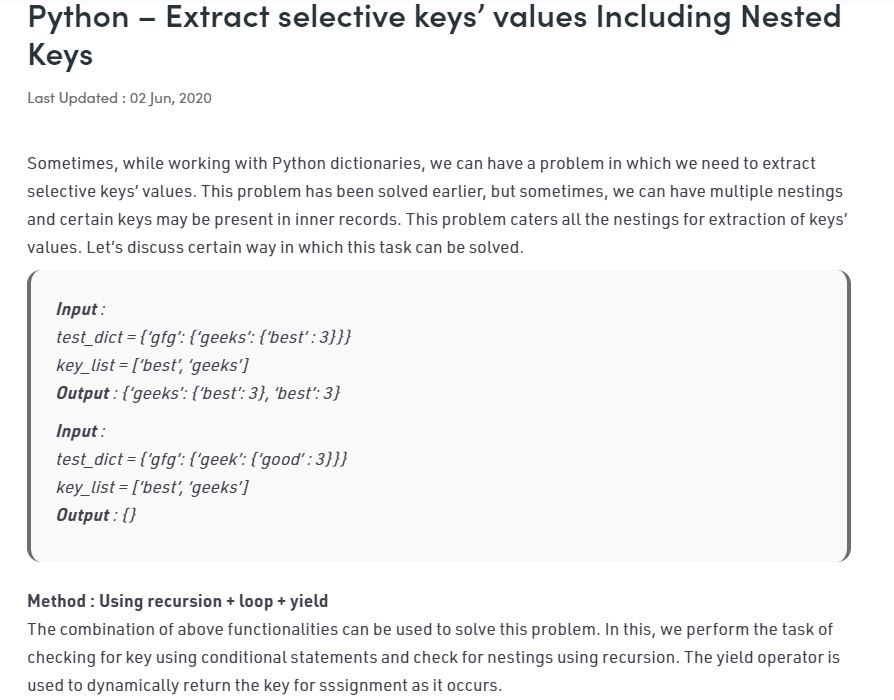 Python – Extract selective keys’ values Including Nested
Keys
Last Updated : 02 Jun, 2020
Sometimes, while working with Python dictionaries, we can have a problem in which we need to extract
selective keys’ values. This problem has been solved earlier, but sometimes, we can have multiple nestings
and certain keys may be present in inner records. This problem caters all the nestings for extraction of keys’
values. Let’s discuss certain way in which this task can be solved.
Input :
test_dict = {‘gfg’: {‘geeks’: {‘best’ : 3}}}
key_list = [‘best’, ‘geeks’]
Output : {‘geeks’: {‘best’: 3}, ‘best’: 3}
Input :
test_dict = {‘gfg’: {‘geek’: {‘good’ : 3}}}
key_list = [‘best’, ‘geeks’]
Output : {}
Method : Using recursion + loop + yield
The combination of above functionalities can be used to solve this problem. In this, we perform the task of
checking for key using conditional statements and check for nestings using recursion. The yield operator is
used to dynamically return the key for sssignment as it occurs.